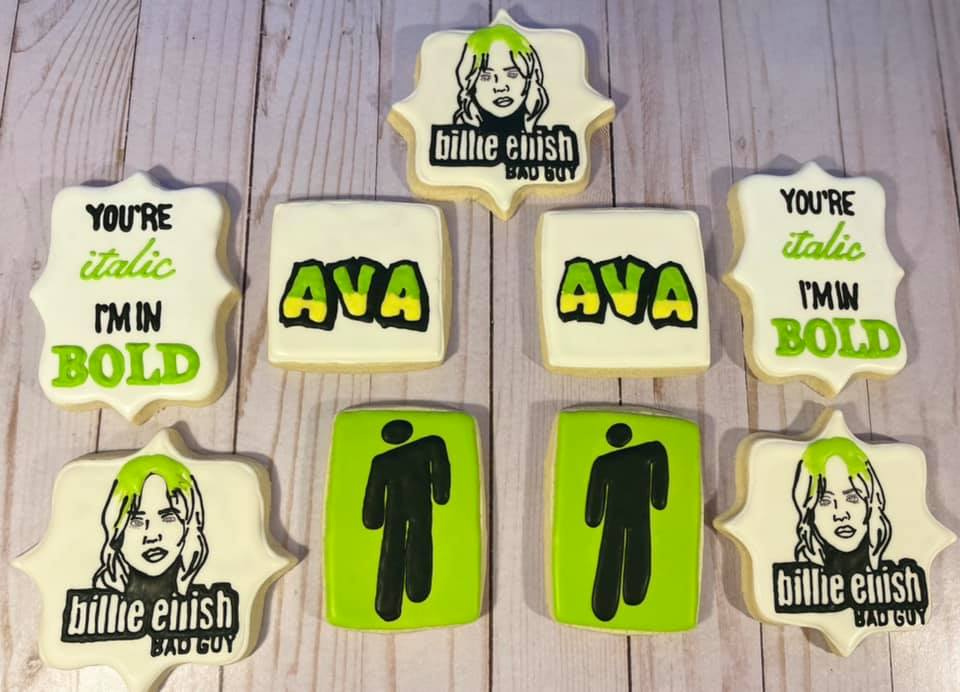 billie eilish
BAD GUY
YOU'RE
italic
I'M IN
BOLD
AVA
AVA
YOU'RE
italic
I'M IN
BOLD
billie eilish
BAD GUY
billie eilish
BAD GUY